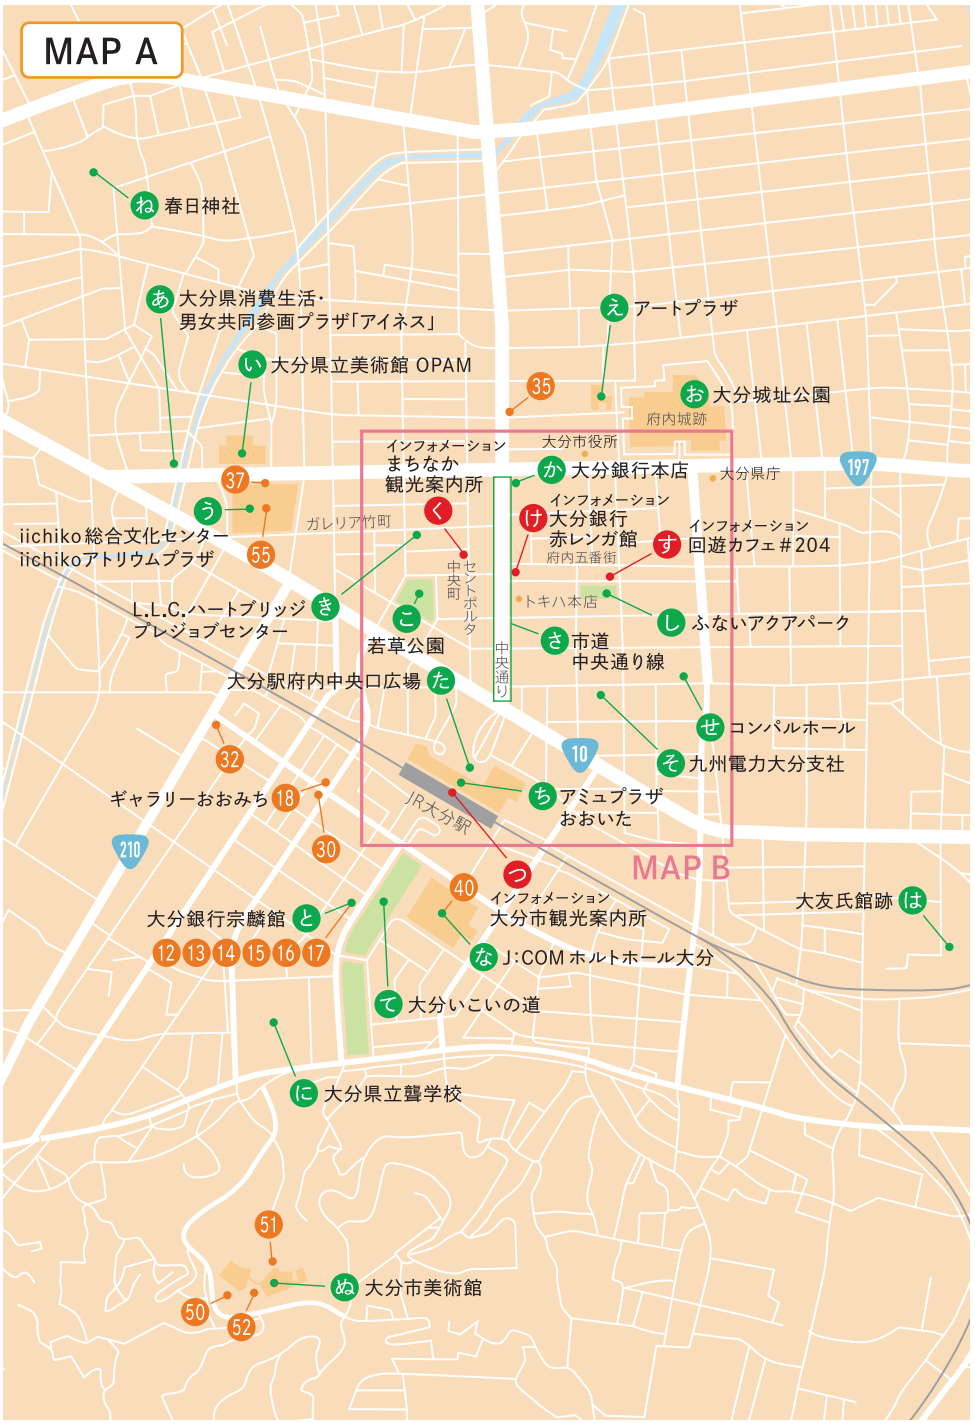 MAP A
ね 春日神社
あ 大分県消費生活・
男女共同参画プラザ「アイネス」
え アートプラザ
い 大分県立美術館 OPAM
35
お 大分城址公園
府内城跡
インフォメーション
まちなか
観光案内所
く
大分市役所
か 大分銀行本店
大分県庁
197
37
う
iichiko総合文化センター
iichikoアトリウムプラザ
55
ガレリア竹町
け
インフォメーション
大分銀行
赤レンガ館
府内五番街
す
インフォメーション
回遊カフェ#204
セントポルタ
中央町
トキハ本店
L.L.C.ハートブリッジ
プレジョブセンター
き
こ
若草公園
し ふないアクアパーク
さ 市道
中央通り線
中央通り
大分駅府内中央口広場 た
せ コンパルホール
10
そ 九州電力大分支社
32
ギャラリーおおみち 18
ち アミュプラザ
おおいた
JR大分駅
30
210
MAP B
つ
インフォメーション
大分市観光案内所
40
大友氏館跡 は
大分銀行宗麟館 と
12 13 14 15 16 17
な J:COM ホルトホール大分
て 大分いこいの道
に 大分県立聾学校
51
ぬ 大分市美術館
50
52